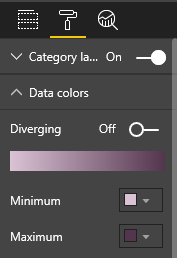 Category la... On
Data colors
Diverging Off
Minimum
Maximum